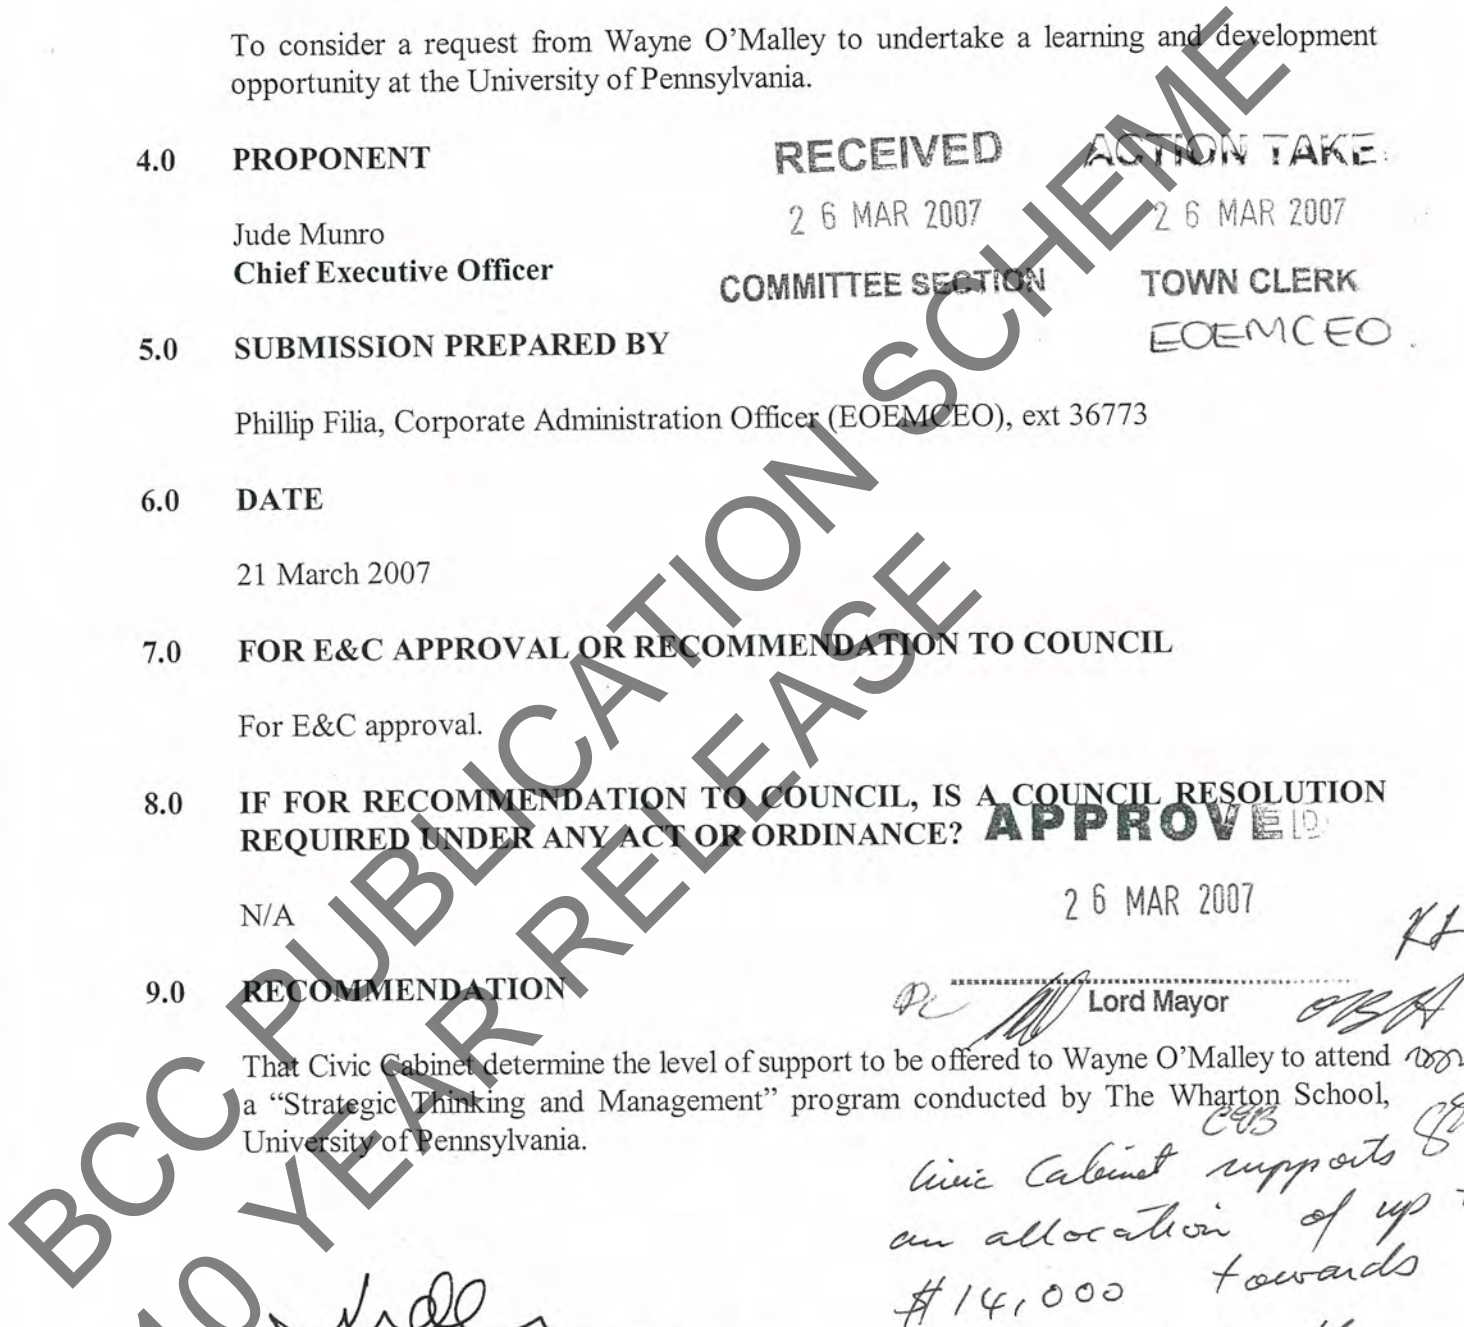 To consider a request from Wayne O'Malley to undertake a learning and development
opportunity at the University of Pennsylvania.
4.0 PROPONENT
RECEIVED
ACTION TAKE
26 MAR 2007
26 MAR 2007
Jude Munro
Chief Executive Officer
COMMITTEE SECTION
TOWN CLERK
EOEMCEO.
5.0 SUBMISSION PREPARED BY
Phillip Filia, Corporate Administration Officer (EOEMCEO), ext 36773
6.0 DATE
21 March 2007
7.0 FOR E&C APPROVAL OR RECOMMENDATION TO COUNCIL
For E&C approval.
8.0 IF FOR RECOMMENDATION TO COUNCIL, IS A COUNCIL RESOLUTION
REQUIRED UNDER ANY ACT OR ORDINANCE?
APPROVED
N/A
26 MAR 2007
9.0 RECOMMENDATION
Lord Mayor
That Civic Cabinet determine the level of support to be offered to Wayne O'Malley to attend
a "Strategic Thinking and Management" program conducted by The Wharton School,
University of Pennsylvania.
Civic Cabinet supports
an allocation of up
$14,000 towards
BCC PUBLICATION SCHEME
10 YEAR RELEASE